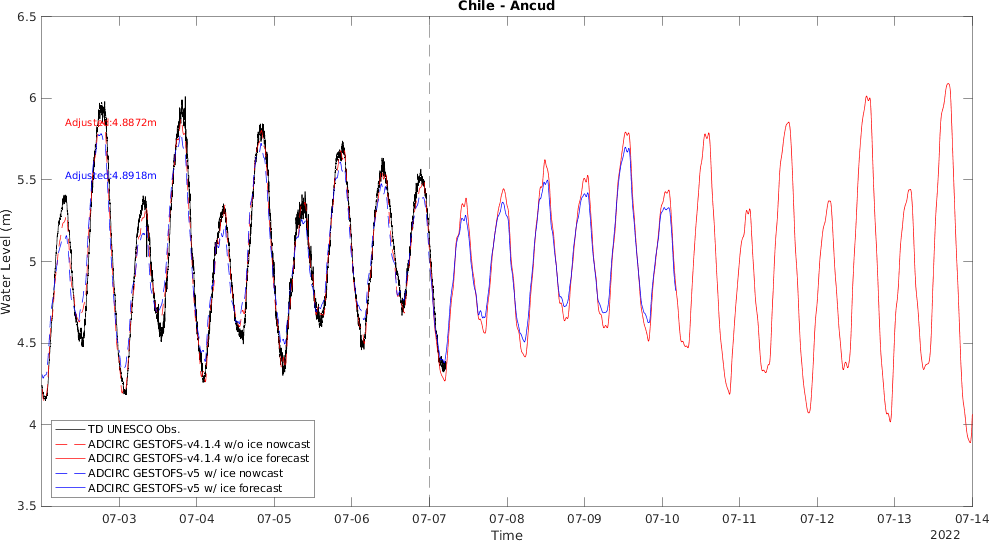 Chile - Ancud
6.5
6
5.5
5
4.5
4
3.5
Water Level (m)
Adjusted:4.8872m
Adjusted:4.8918m
TD UNESCO Obs.
ADCIRC GESTOFS-v4.1.4 w/o ice nowcast
ADCIRC GESTOFS-v4.1.4 w/o ice forecast
ADCIRC GESTOFS-v5 w/ ice nowcast
ADCIRC GESTOFS-v5 w/ ice forecast
07-03 07-04 07-05 07-06 07-07 07-08 07-09 07-10 07-11 07-12 07-13 07-14
Time
2022